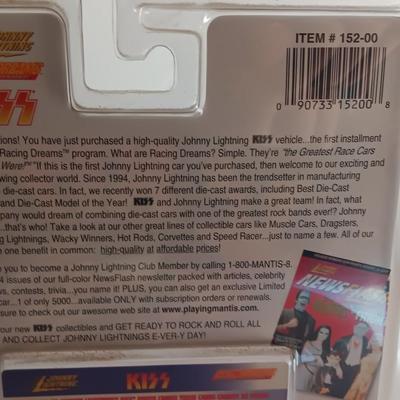 JOHNNY LIGHTNING
ITEM # 152-00
KISS
0 90733 15200 8
ions! You have just purchased a high-quality Johnny Lightning KISS vehicle...the first installment
Racing Dreams™ program. What are Racing Dreams? Simple. They're "the Greatest Race Cars
Were!" If this is the first Johnny Lightning car you've purchased, then welcome to our exciting and
wing collector world. Since 1994, Johnny Lightning has been the trendsetter in manufacturing
die-cast cars. In fact, we recently won 7 different die-cast awards, including Best Die-Cast
and Die-Cast Model of the Year! KISS and Johnny Lightning make a great team! In fact, what
pany would dream of combining die-cast cars with one of the greatest rock bands ever!? Johnny
...that's who! Take a look at our other great lines of collectible cars like Muscle Cars, Dragsters,
g Lightnings, Wacky Winners, Hot Rods, Corvettes and Speed Racer...just to name a few. All of our
one benefit in common: high-quality at affordable prices!
you to become a Johnny Lightning Club Member by calling 1-800-MANTIS-8.
4 issues of our full-color NewsFlash newsletter packed with articles, celebrity
ws, contests, trivia...you name it! PLUS, you can also get an exclusive Limited
car...1 of only 5000...available ONLY with subscription orders or renewals.
sure to check out our awesome web site at www.playingmantis.com.
our new KISS collectibles and GET READY TO ROCK AND ROLL ALL
AND COLLECT JOHNNY LIGHTNINGS E-VER-Y DAY!
JOHNNY LIGHTNING
KISS